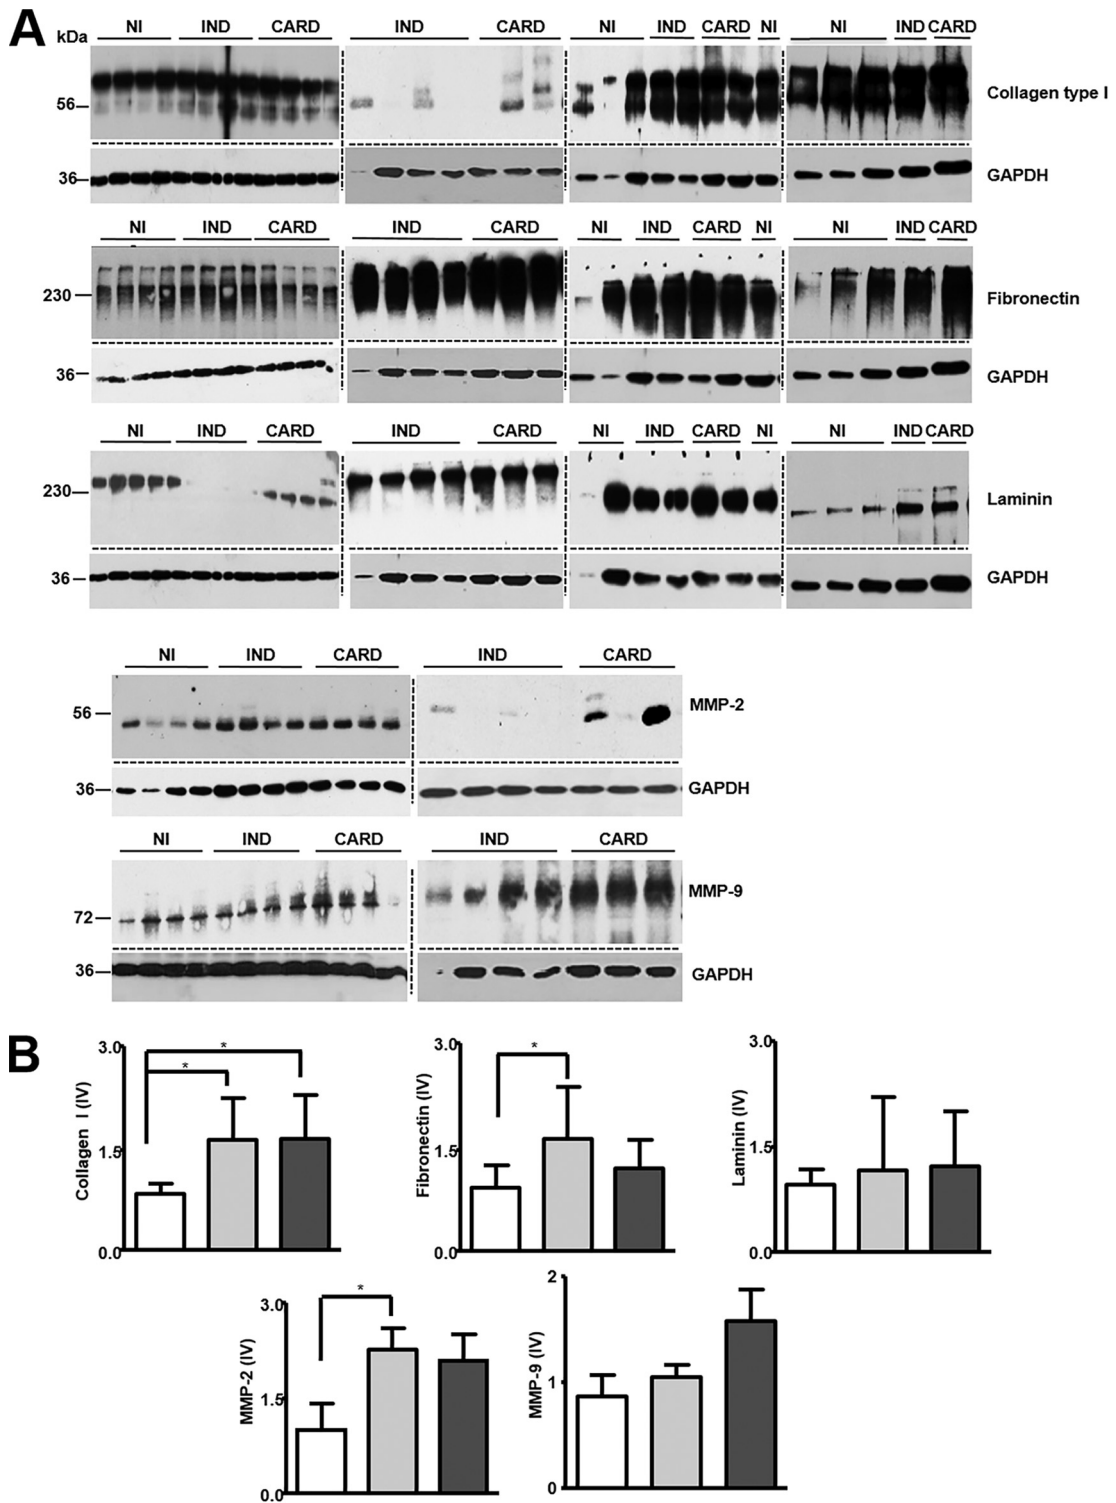 A
kDa
NI IND CARD IND CARD NI IND CARD NI NI IND CARD
56
Collagen type I
36
GAPDH
NI IND CARD IND CARD NI IND CARD NI NI IND CARD
230
Fibronectin
36
GAPDH
NI IND CARD IND CARD NI IND CARD NI NI IND CARD
230
Laminin
36
GAPDH
NI IND CARD IND CARD
56
MMP-2
36
GAPDH
NI IND CARD IND CARD
72
MMP-9
36
GAPDH
B
3.0
1.5
0.0
Collagen I (IV)
*
*
3.0
1.5
0.0
Fibronectin (IV)
*
3.0
1.5
0.0
Laminin (IV)
3.0
1.5
0.0
MMP-2 (IV)
*
2
1
0
MMP-9 (IV)